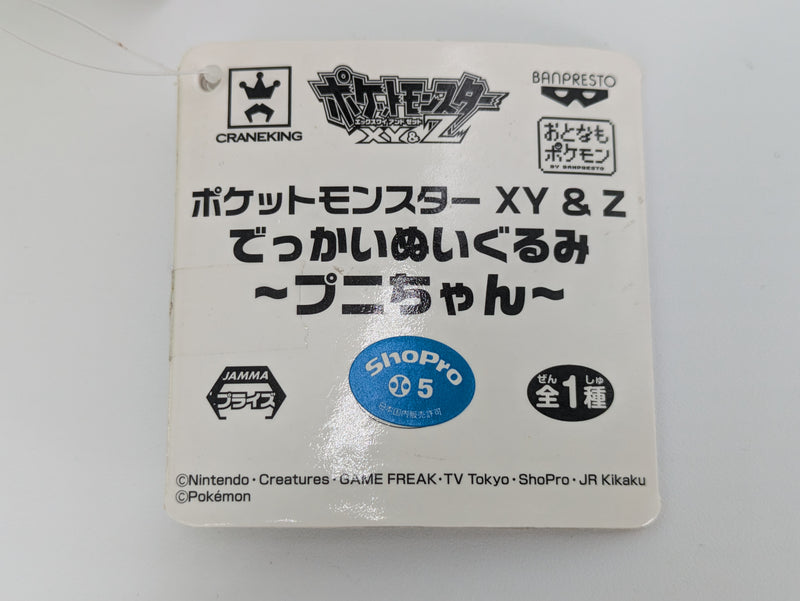 CRANEKING
ポケットモンスター
エックスワイ アンド ゼット
XY&Z
BANPRESTO
おとなも
ポケモン
BY BANPRESTO
ポケットモンスター XY & Z
でっかいぬいぐるみ
~プニちゃん~
JAMMA
プライズ
ShoPro
5
日本国内販売許可
ぜん しゅ
全1種
©Nintendo・Creatures・GAME FREAK・TV Tokyo・ShoPro・JR Kikaku
©Pokémon